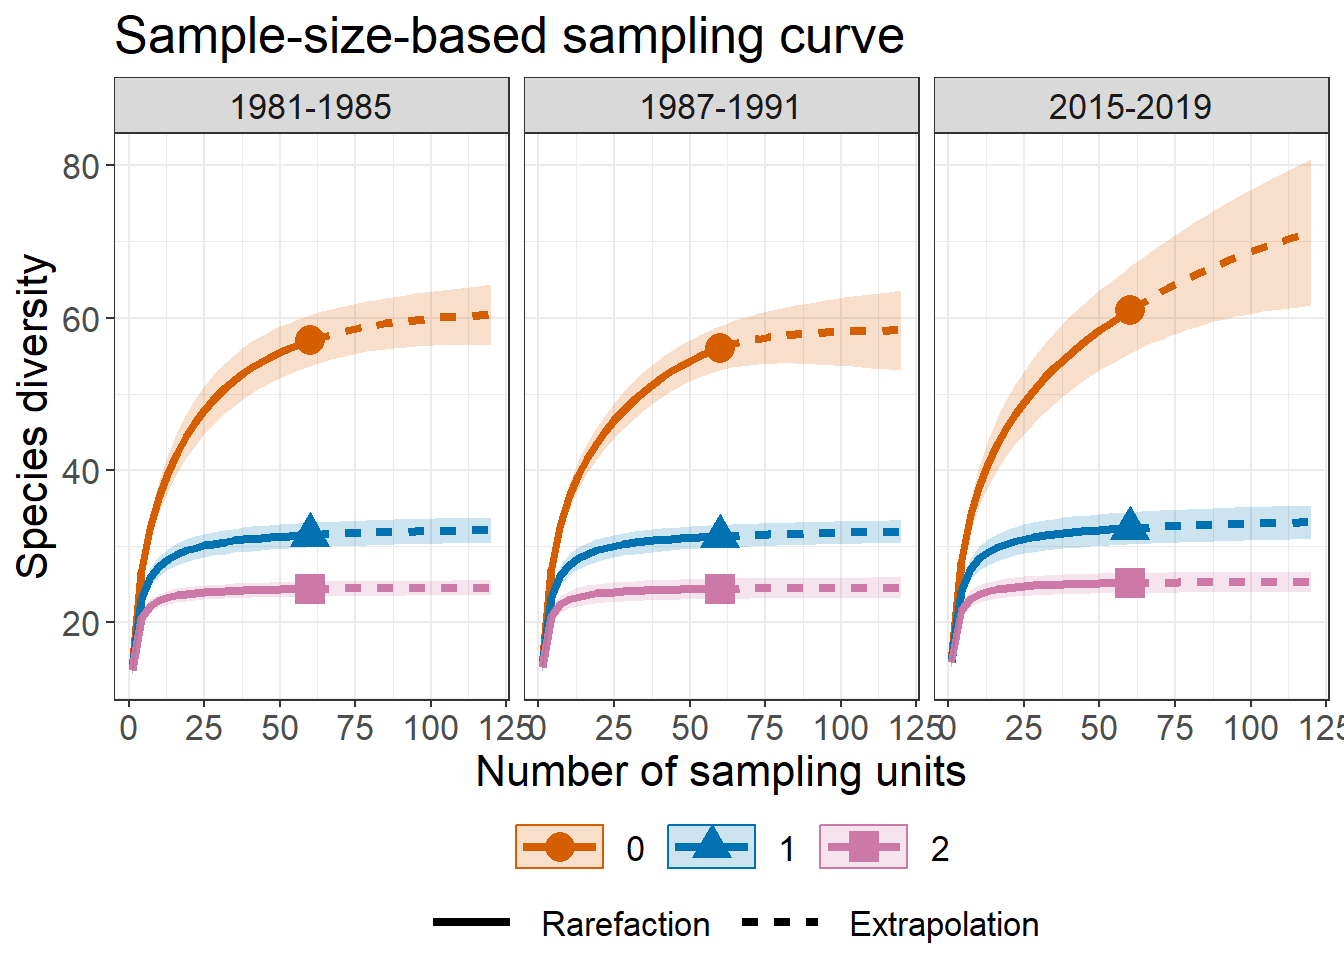 Sample-size-based sampling curve
1981-1985 1987-1991 2015-2019
80
60
40
20
Species diversity
0 25 50 75 100 125 0 25 50 75 100 125 0 25 50 75 100 125
Number of sampling units
0 1 2
Rarefaction Extrapolation